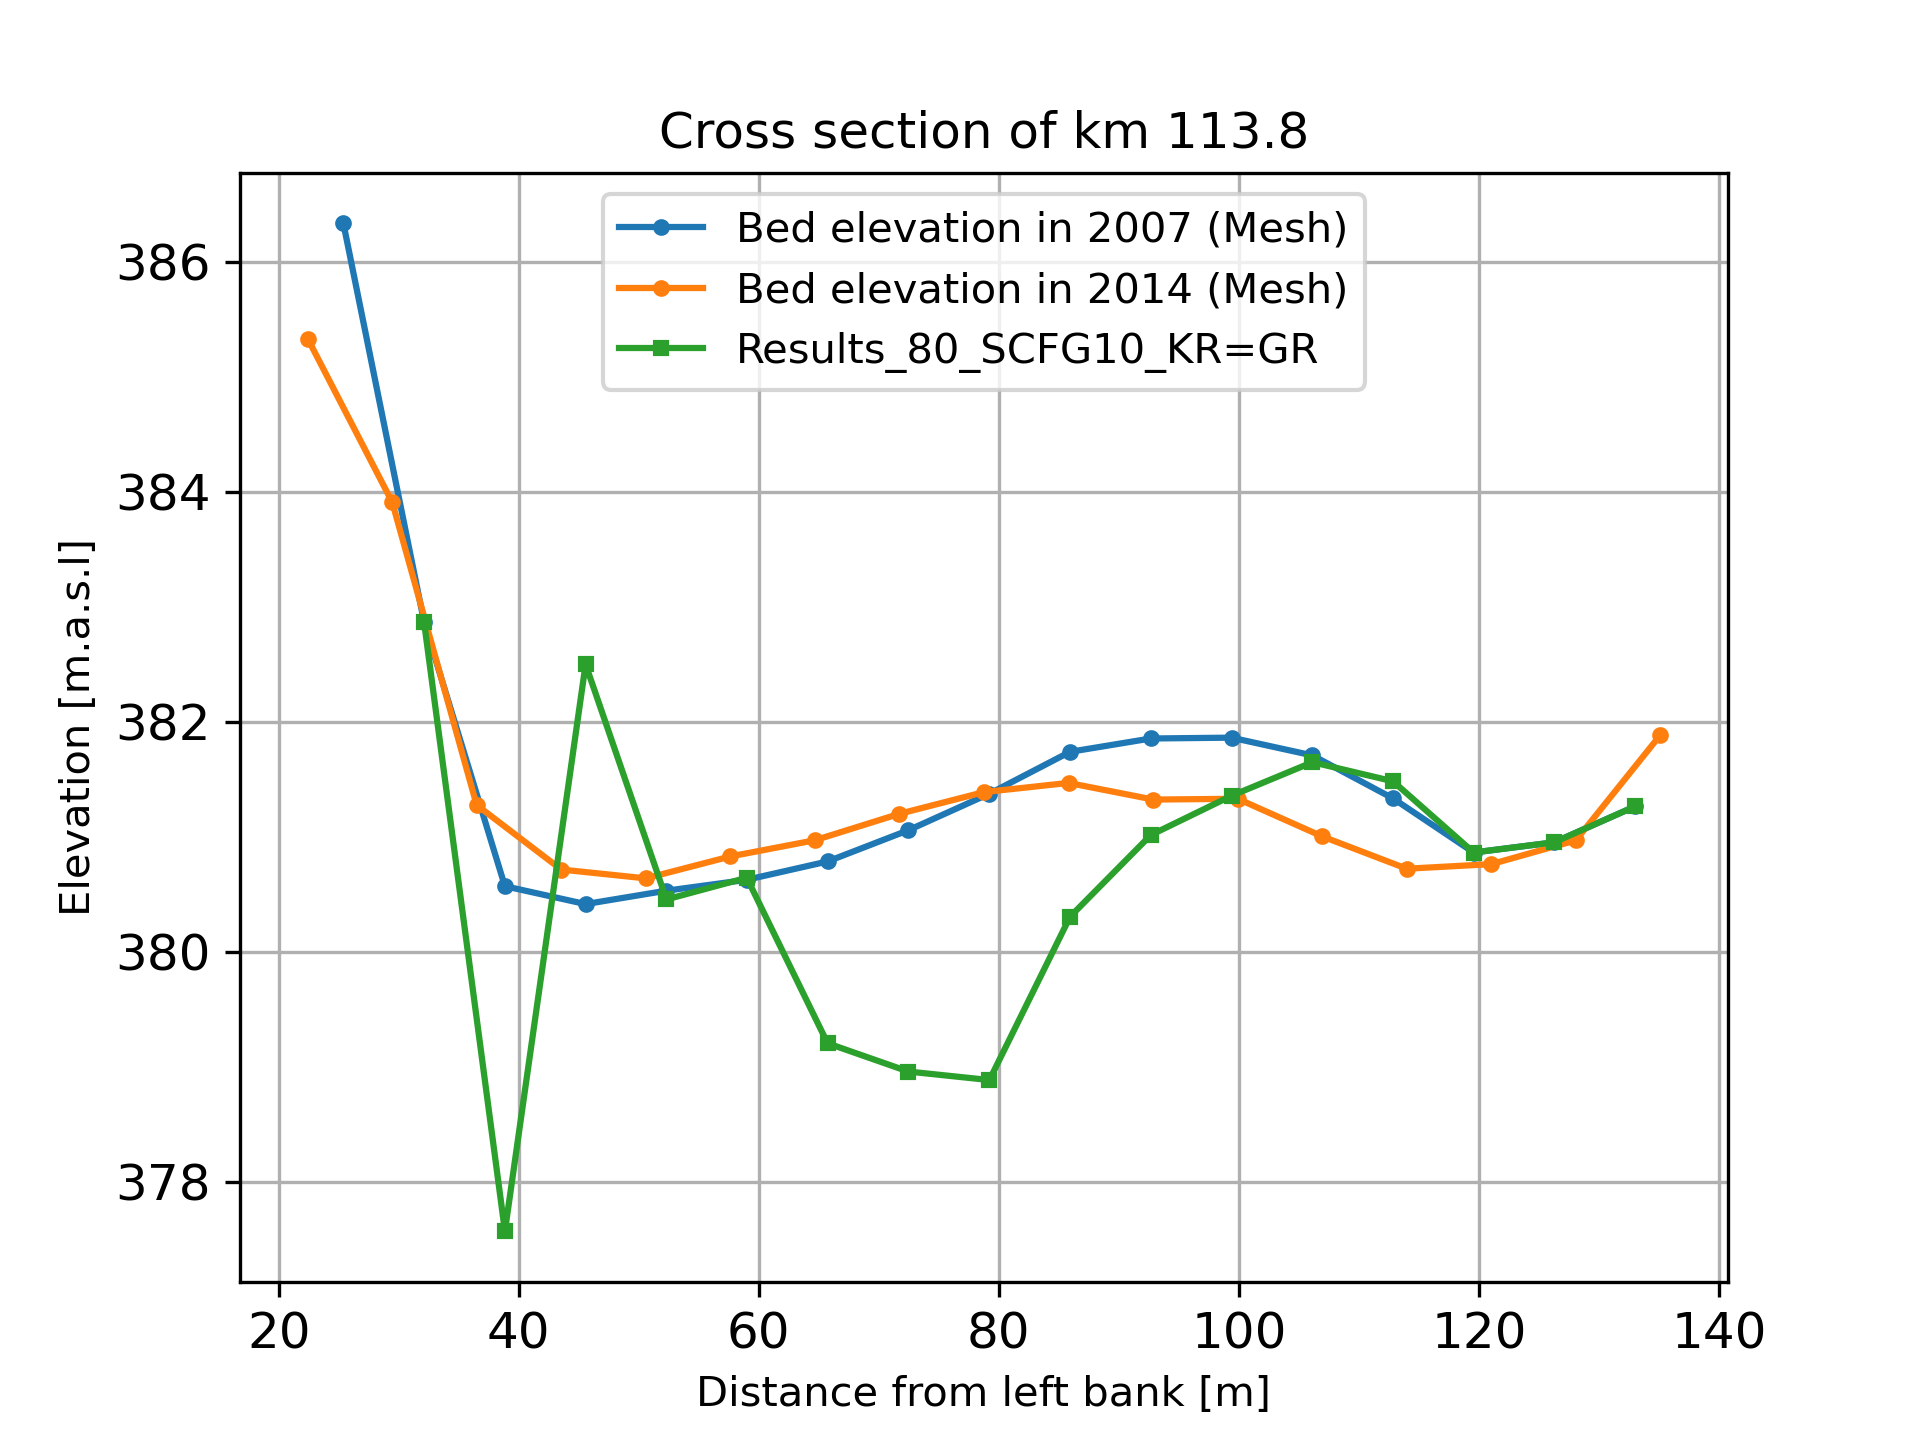 Cross section of km 113.8
Bed elevation in 2007 (Mesh)
Bed elevation in 2014 (Mesh)
Results_80_SCFG10_KR=GR
386
384
382
380
378
Elevation [m.a.s.l]
20 40 60 80 100 120 140
Distance from left bank [m]